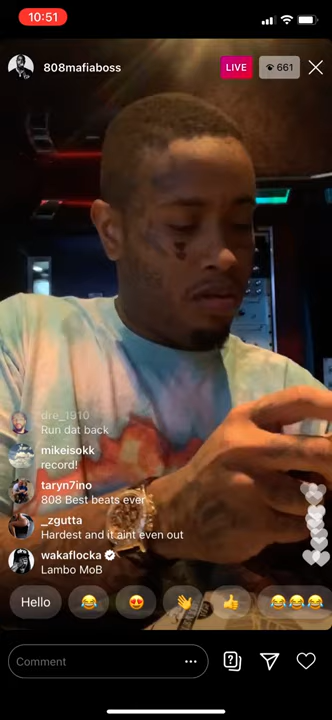 10:51
808mafiaboss
LIVE
661
dre_1910
Run dat back
mikeisokk
record!
taryn7ino
808 Best beats ever
_zgutta
Hardest and it aint even out
wakaflocka
Lambo MoB
Hello
Comment